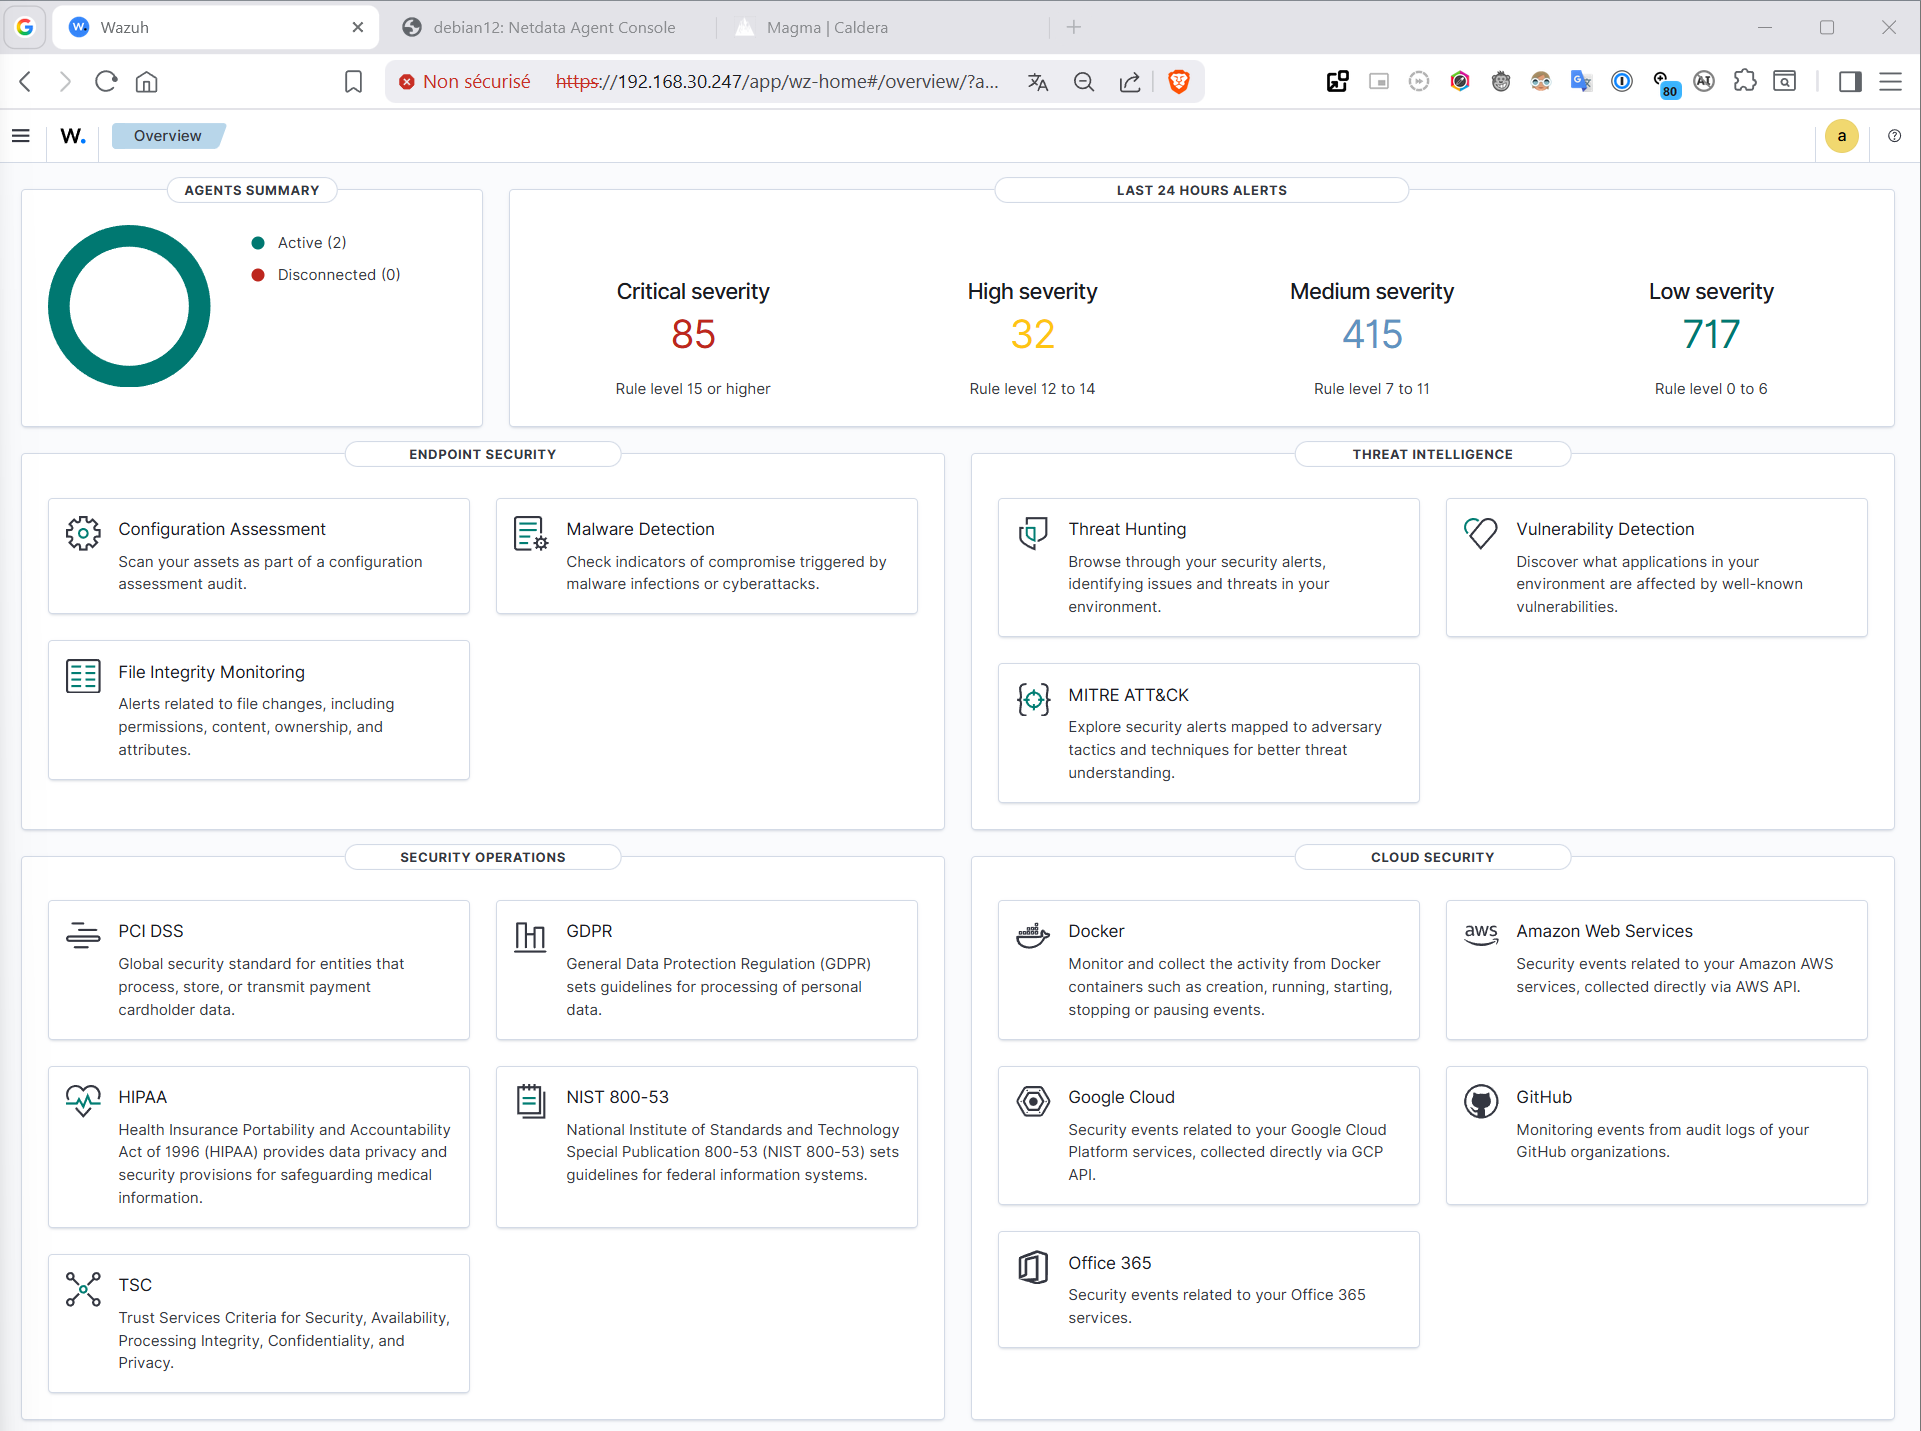 Wazuh
debian12: Netdata Agent Console
Magma | Caldera
Non sécurisé
https://192.168.30.247/app/wz-home#/overview/?a...
80
W.
Overview
a
AGENTS SUMMARY
Active (2)
Disconnected (0)
LAST 24 HOURS ALERTS
Critical severity
85
Rule level 15 or higher
High severity
32
Rule level 12 to 14
Medium severity
415
Rule level 7 to 11
Low severity
717
Rule level 0 to 6
ENDPOINT SECURITY
Configuration Assessment
Scan your assets as part of a configuration
assessment audit.
Malware Detection
Check indicators of compromise triggered by
malware infections or cyberattacks.
File Integrity Monitoring
Alerts related to file changes, including
permissions, content, ownership, and
attributes.
THREAT INTELLIGENCE
Threat Hunting
Browse through your security alerts,
identifying issues and threats in your
environment.
Vulnerability Detection
Discover what applications in your
environment are affected by well-known
vulnerabilities.
MITRE ATT&CK
Explore security alerts mapped to adversary
tactics and techniques for better threat
understanding.
SECURITY OPERATIONS
PCI DSS
Global security standard for entities that
process, store, or transmit payment
cardholder data.
GDPR
General Data Protection Regulation (GDPR)
sets guidelines for processing of personal
data.
HIPAA
Health Insurance Portability and Accountability
Act of 1996 (HIPAA) provides data privacy and
security provisions for safeguarding medical
information.
NIST 800-53
National Institute of Standards and Technology
Special Publication 800-53 (NIST 800-53) sets
guidelines for federal information systems.
TSC
Trust Services Criteria for Security, Availability,
Processing Integrity, Confidentiality, and
Privacy.
CLOUD SECURITY
Docker
Monitor and collect the activity from Docker
containers such as creation, running, starting,
stopping or pausing events.
aws
Amazon Web Services
Security events related to your Amazon AWS
services, collected directly via AWS API.
Google Cloud
Security events related to your Google Cloud
Platform services, collected directly via GCP
API.
GitHub
Monitoring events from audit logs of your
GitHub organizations.
Office 365
Security events related to your Office 365
services.